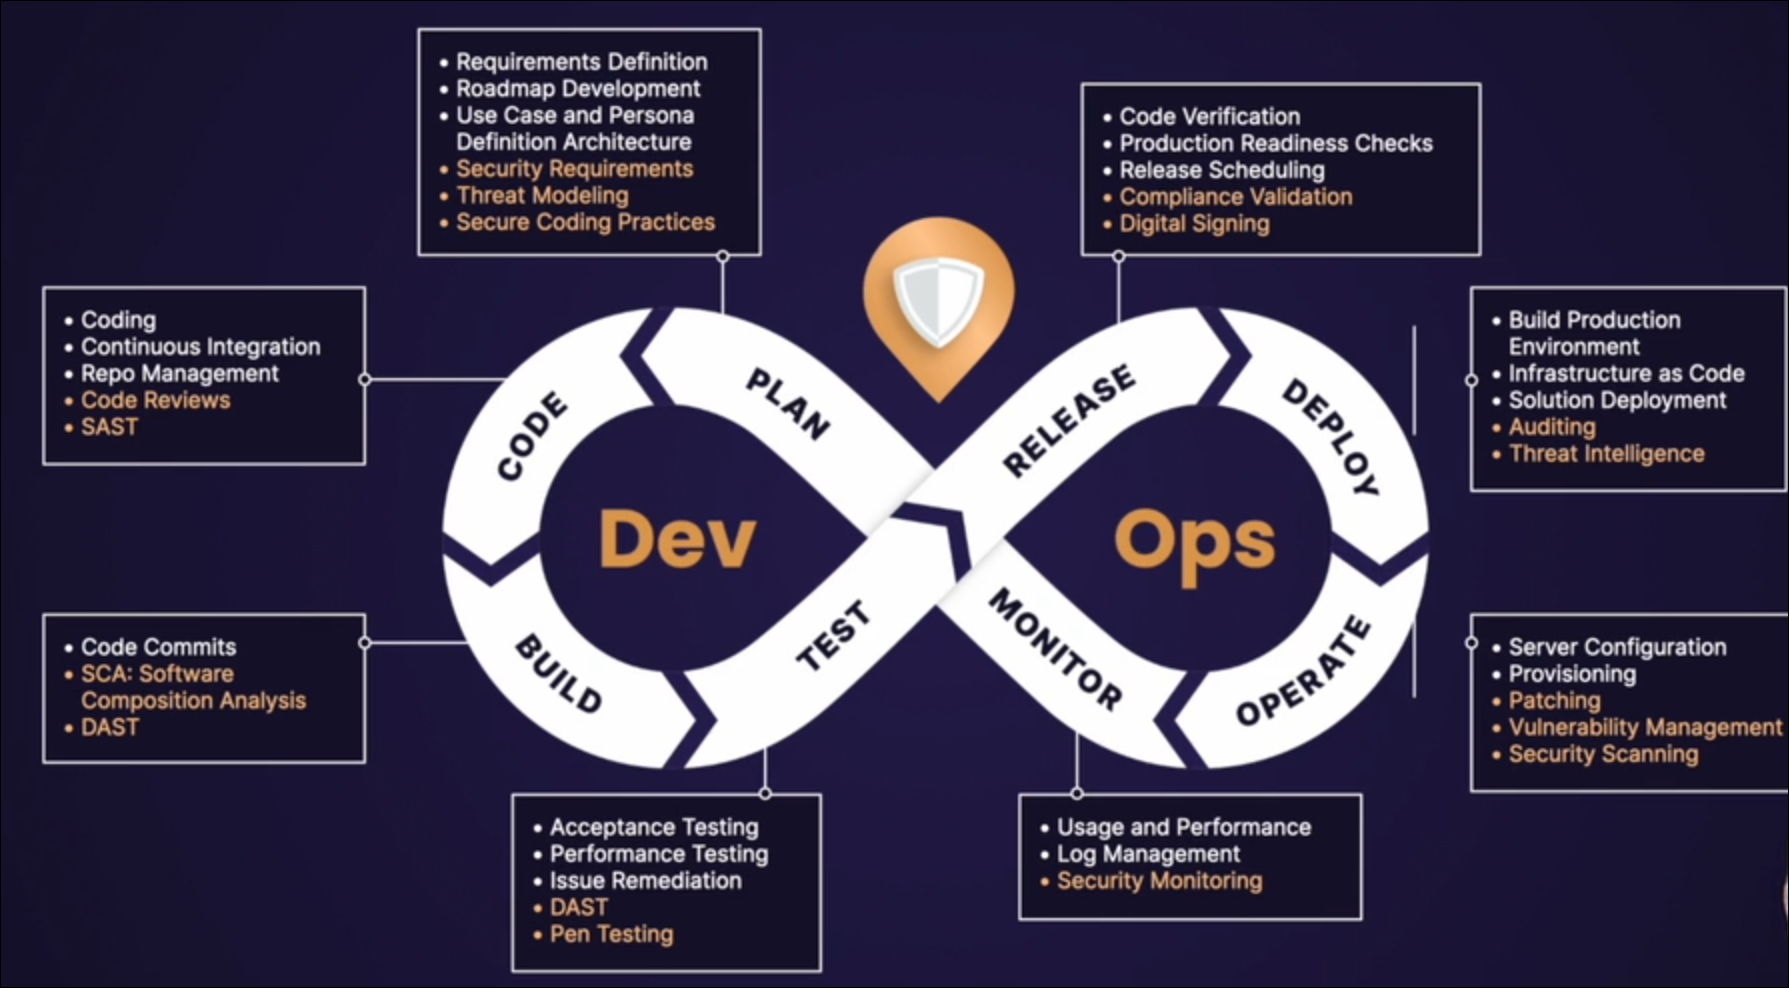 • Requirements Definition
• Roadmap Development
• Use Case and Persona
Definition Architecture
• Security Requirements
• Threat Modeling
• Secure Coding Practices
• Code Verification
• Production Readiness Checks
• Release Scheduling
• Compliance Validation
• Digital Signing
• Coding
• Continuous Integration
• Repo Management
• Code Reviews
• SAST
• Build Production
Environment
• Infrastructure as Code
• Solution Deployment
• Auditing
• Threat Intelligence
PLAN
CODE
BUILD
TEST
RELEASE
DEPLOY
OPERATE
MONITOR
Dev
Ops
• Code Commits
• SCA: Software
Composition Analysis
• DAST
• Server Configuration
• Provisioning
• Patching
• Vulnerability Management
• Security Scanning
• Acceptance Testing
• Performance Testing
• Issue Remediation
• DAST
• Pen Testing
• Usage and Performance
• Log Management
• Security Monitoring